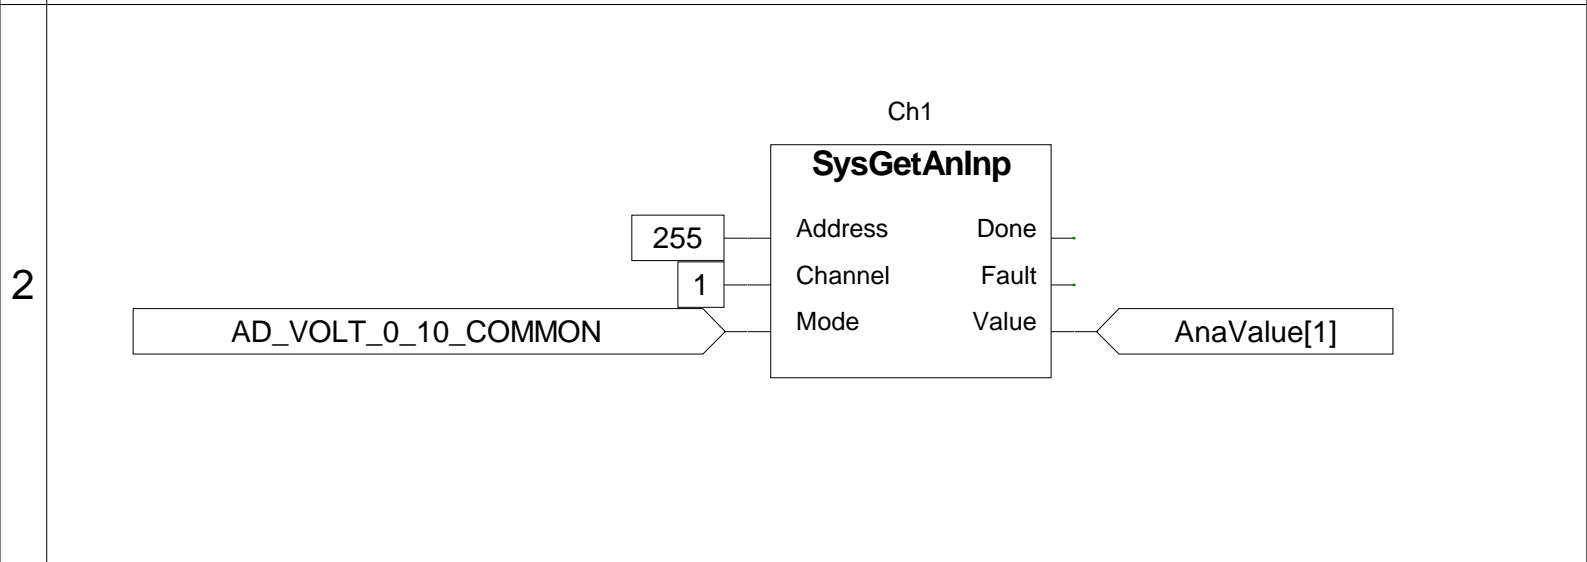 Ch1
SysGetAnInp
255 Address Done
2
1 Channel Fault
AD_VOLT_0_10_COMMON Mode Value AnaValue[1]